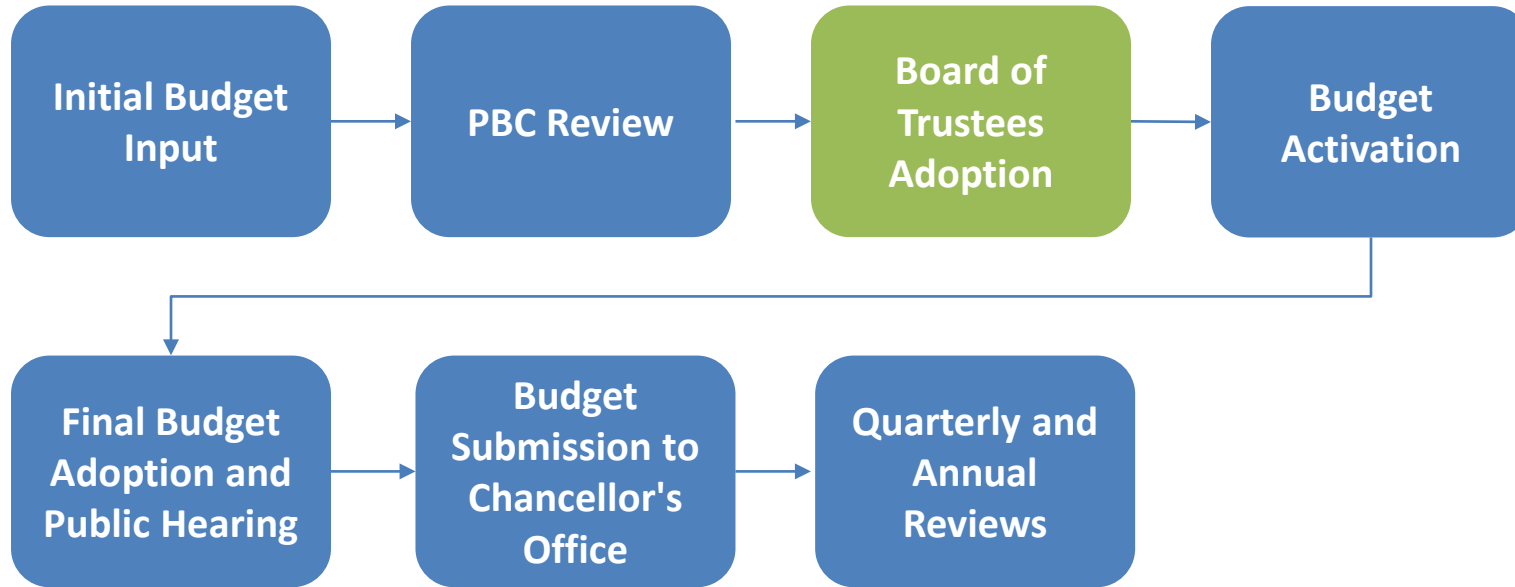 Initial Budget
Input
PBC Review
Board of
Trustees
Adoption
Budget
Activation
Final Budget
Adoption and
Public Hearing
Budget
Submission to
Chancellor's
Office
Quarterly and
Annual
Reviews